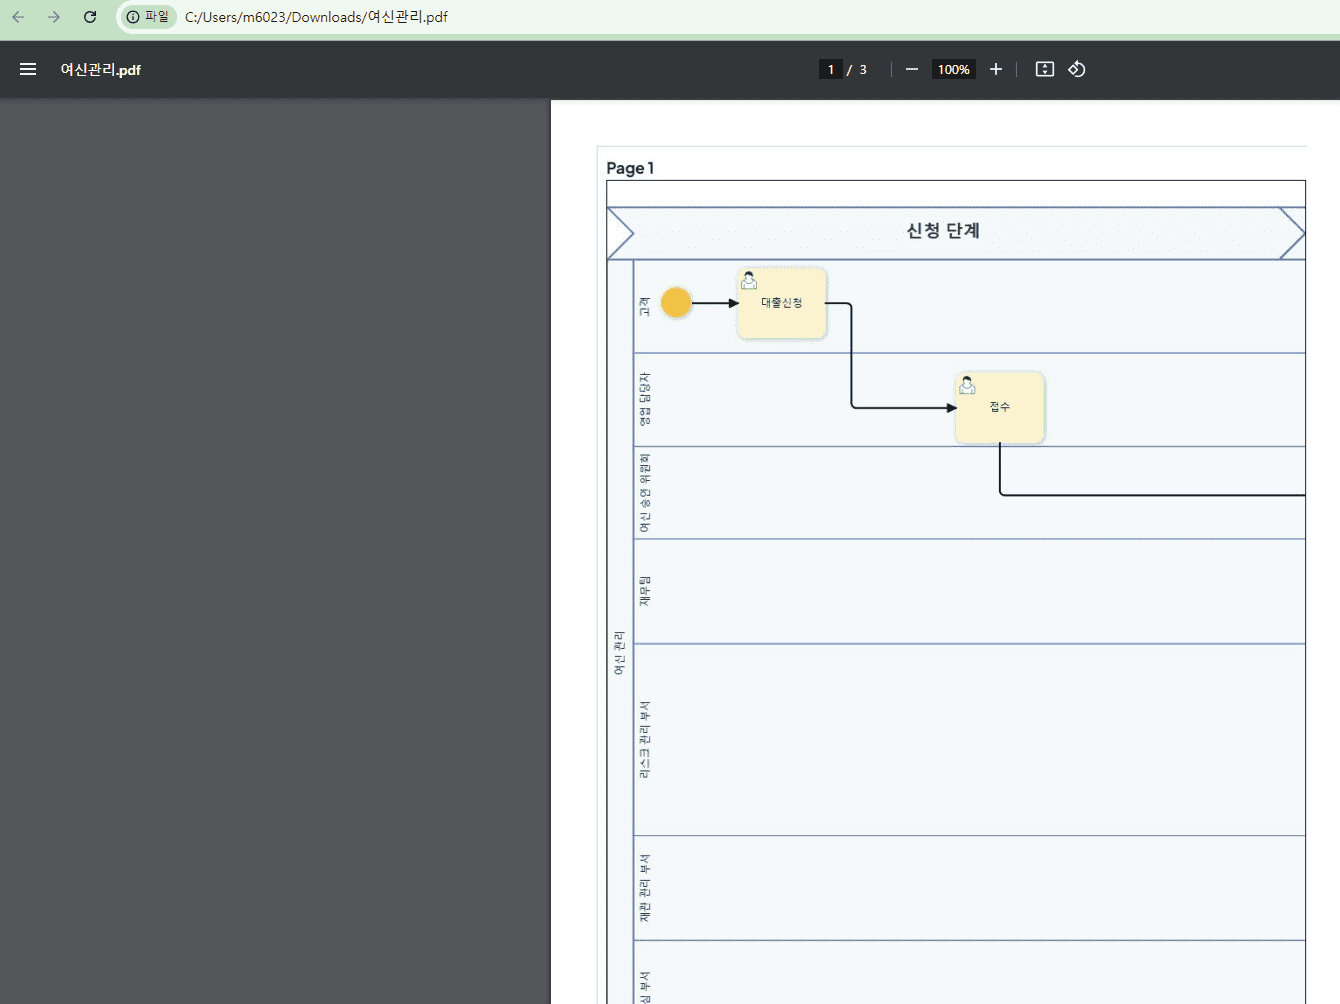 파일 C:/Users/m6023/Downloads/여신관리.pdf
여신관리.pdf
1 / 3
100%
Page 1
신청 단계
여신 관리
고객
대출신청
영업 담당자
접수
여신 승인 위원회
재무팀
리스크 관리 부서
재관 관리 부서
심 부서